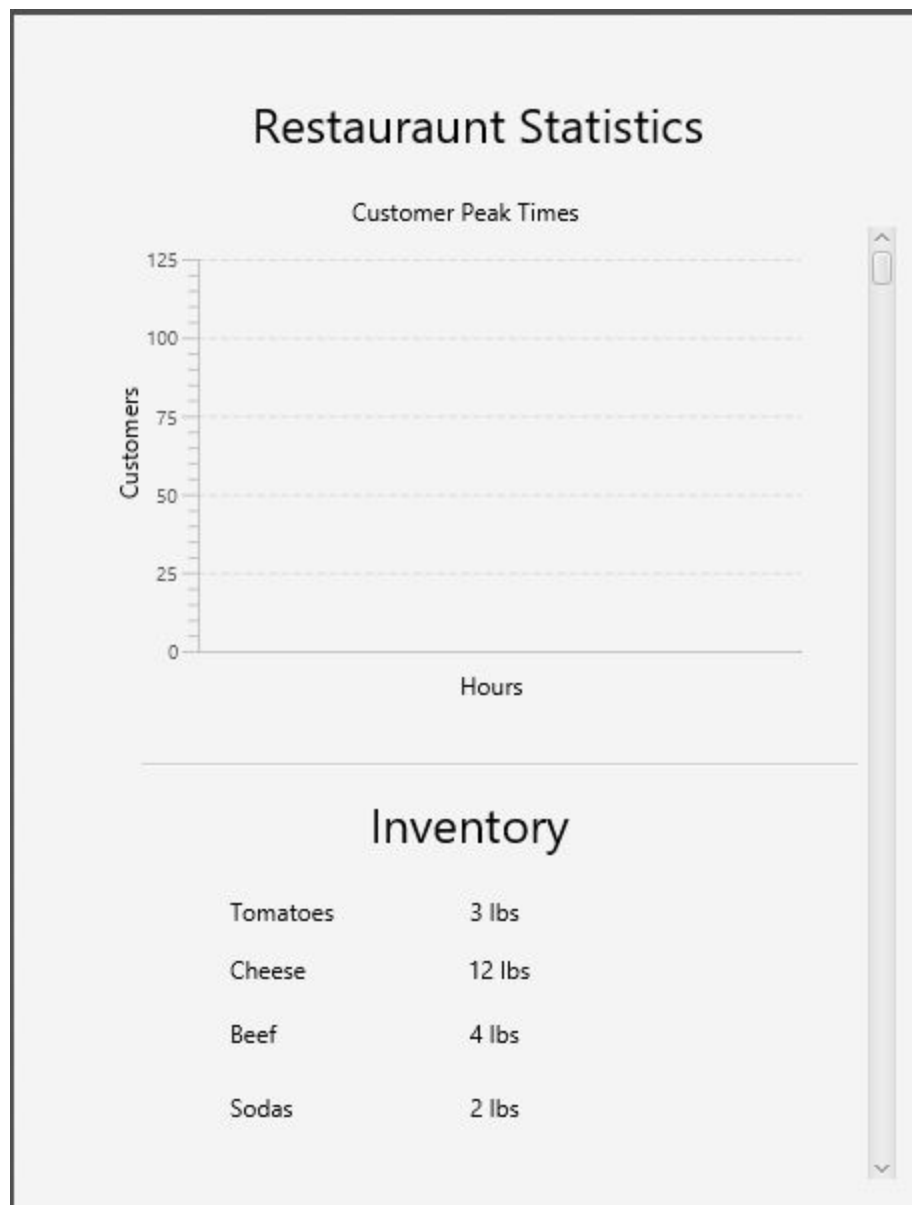 Restauraunt Statistics
Customer Peak Times
125
100
75
50
25
0
Customers
Hours
Inventory
Tomatoes 3 lbs
Cheese 12 lbs
Beef 4 lbs
Sodas 2 lbs